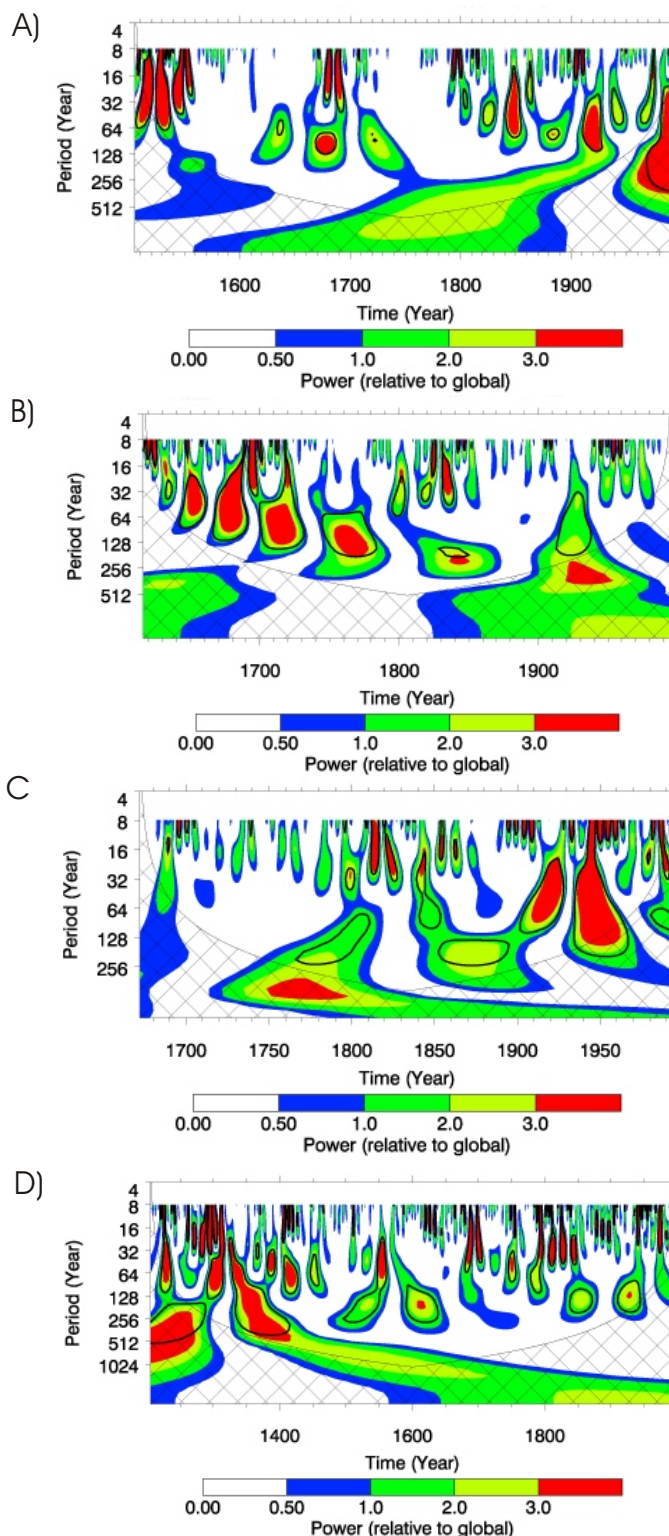 A)
4
8
16
32
64
128
256
512
Period (Year)
1600 1700 1800 1900
Time (Year)
0.00 0.50 1.0 2.0 3.0
Power (relative to global)
B)
4
8
16
32
64
128
256
512
Period (Year)
1700 1800 1900
Time (Year)
0.00 0.50 1.0 2.0 3.0
Power (relative to global)
C
4
8
16
32
64
128
256
Period (Year)
1700 1750 1800 1850 1900 1950
Time (Year)
0.00 0.50 1.0 2.0 3.0
Power (relative to global)
D)
4
8
16
32
64
128
256
512
1024
Period (Year)
1400 1600 1800
Time (Year)
0.00 0.50 1.0 2.0 3.0
Power (relative to global)